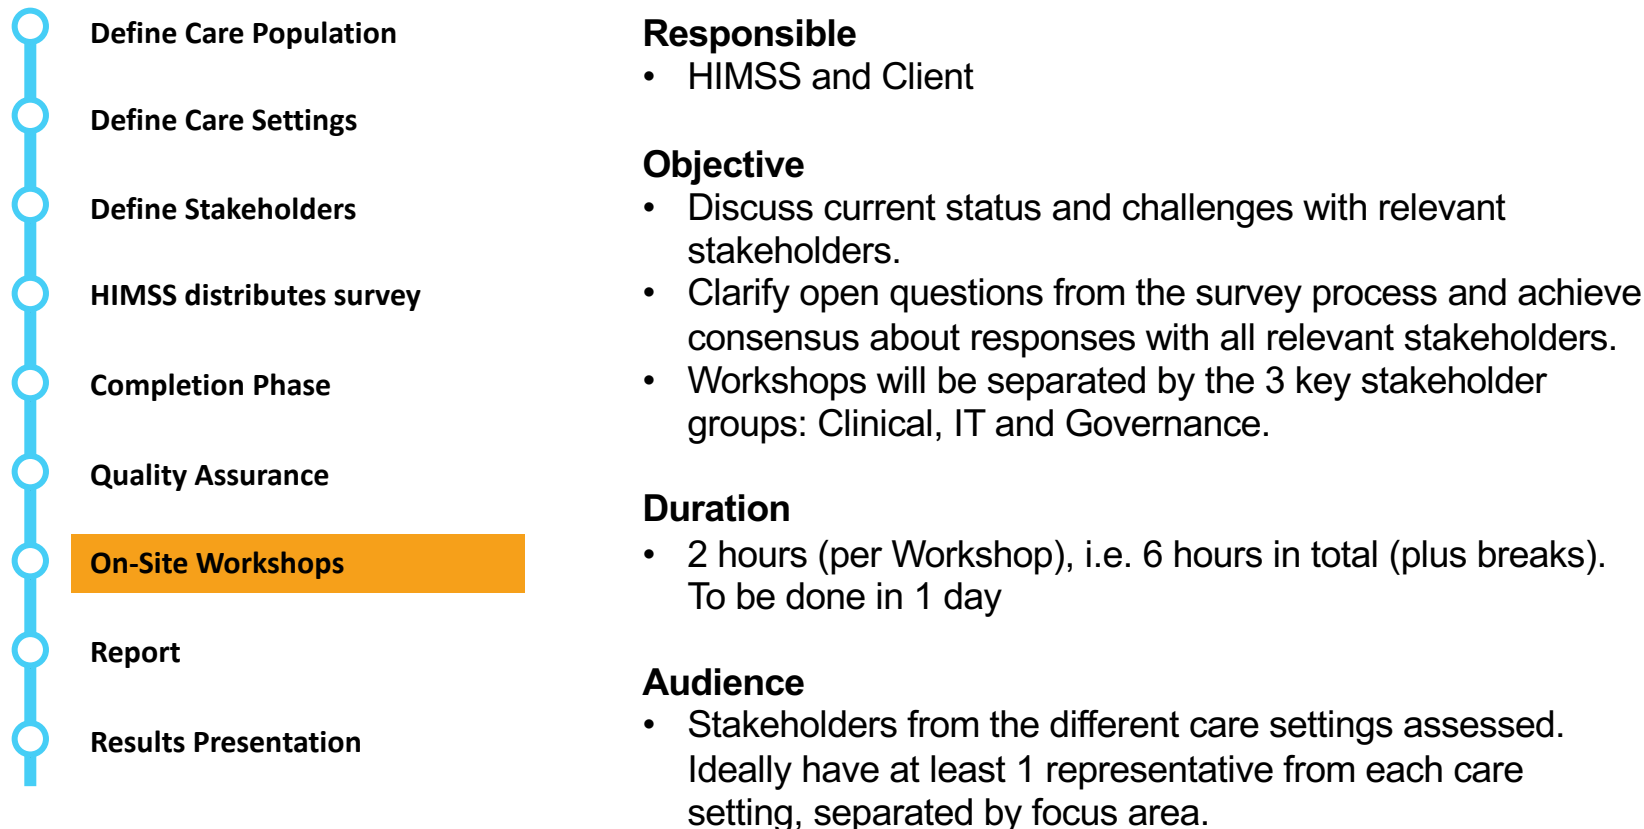 Define Care Population
Define Care Settings
Define Stakeholders
HIMSS distributes survey
Completion Phase
Quality Assurance
On-Site Workshops
Report
Results Presentation
Responsible
• HIMSS and Client
Objective
• Discuss current status and challenges with relevant
stakeholders.
• Clarify open questions from the survey process and achieve
consensus about responses with all relevant stakeholders.
• Workshops will be separated by the 3 key stakeholder
groups: Clinical, IT and Governance.
Duration
• 2 hours (per Workshop), i.e. 6 hours in total (plus breaks).
To be done in 1 day
Audience
• Stakeholders from the different care settings assessed.
Ideally have at least 1 representative from each care
setting, separated by focus area.